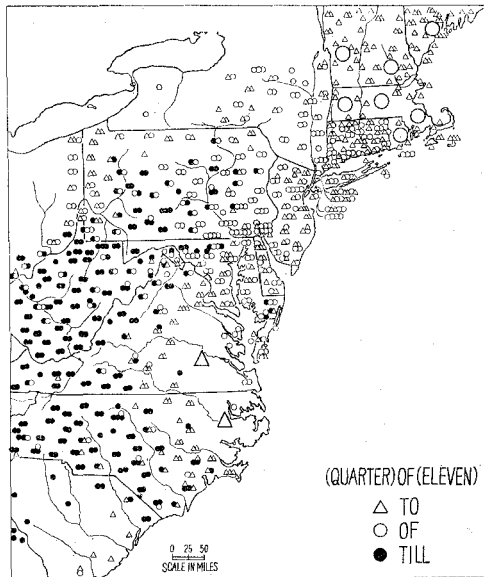 (QUARTER) OF (ELEVEN)
TO
OF
TILL
0 25 50
SCALE IN MILES